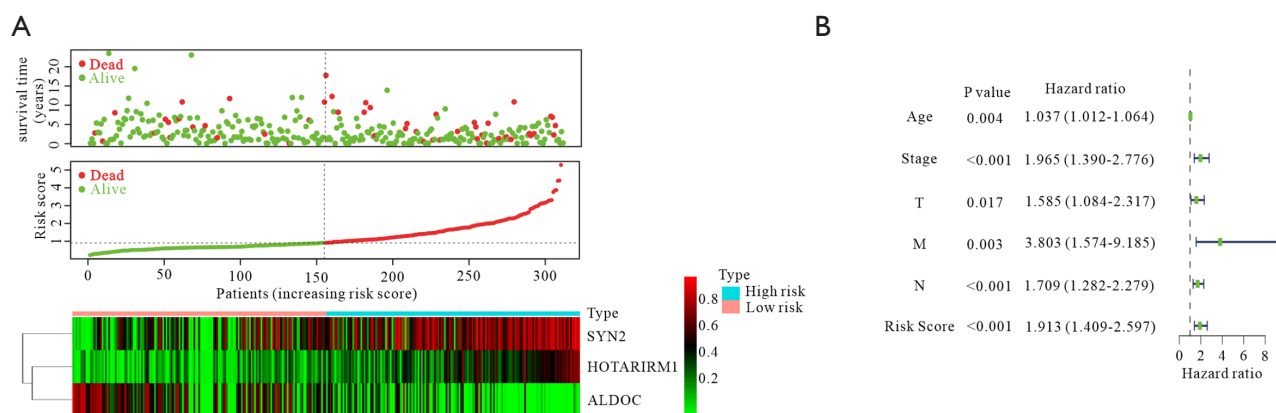 A
survival time
(years)
0 5 10 15 20
Dead
Alive
Risk score
1 2 3 4 5
Dead
Alive
0 50 100 150 200 250 300
Patients (increasing risk score)
Type
SYN2
HOTARIRM1
ALDOC
0.8
0.6
0.4
0.2
Type
High risk
Low risk
B
P value Hazard ratio
Age 0.004 1.037 (1.012-1.064)
Stage <0.001 1.965 (1.390-2.776)
T 0.017 1.585 (1.084-2.317)
M 0.003 3.803 (1.574-9.185)
N <0.001 1.709 (1.282-2.279)
Risk Score <0.001 1.913 (1.409-2.597)
0 2 4 6 8
Hazard ratio